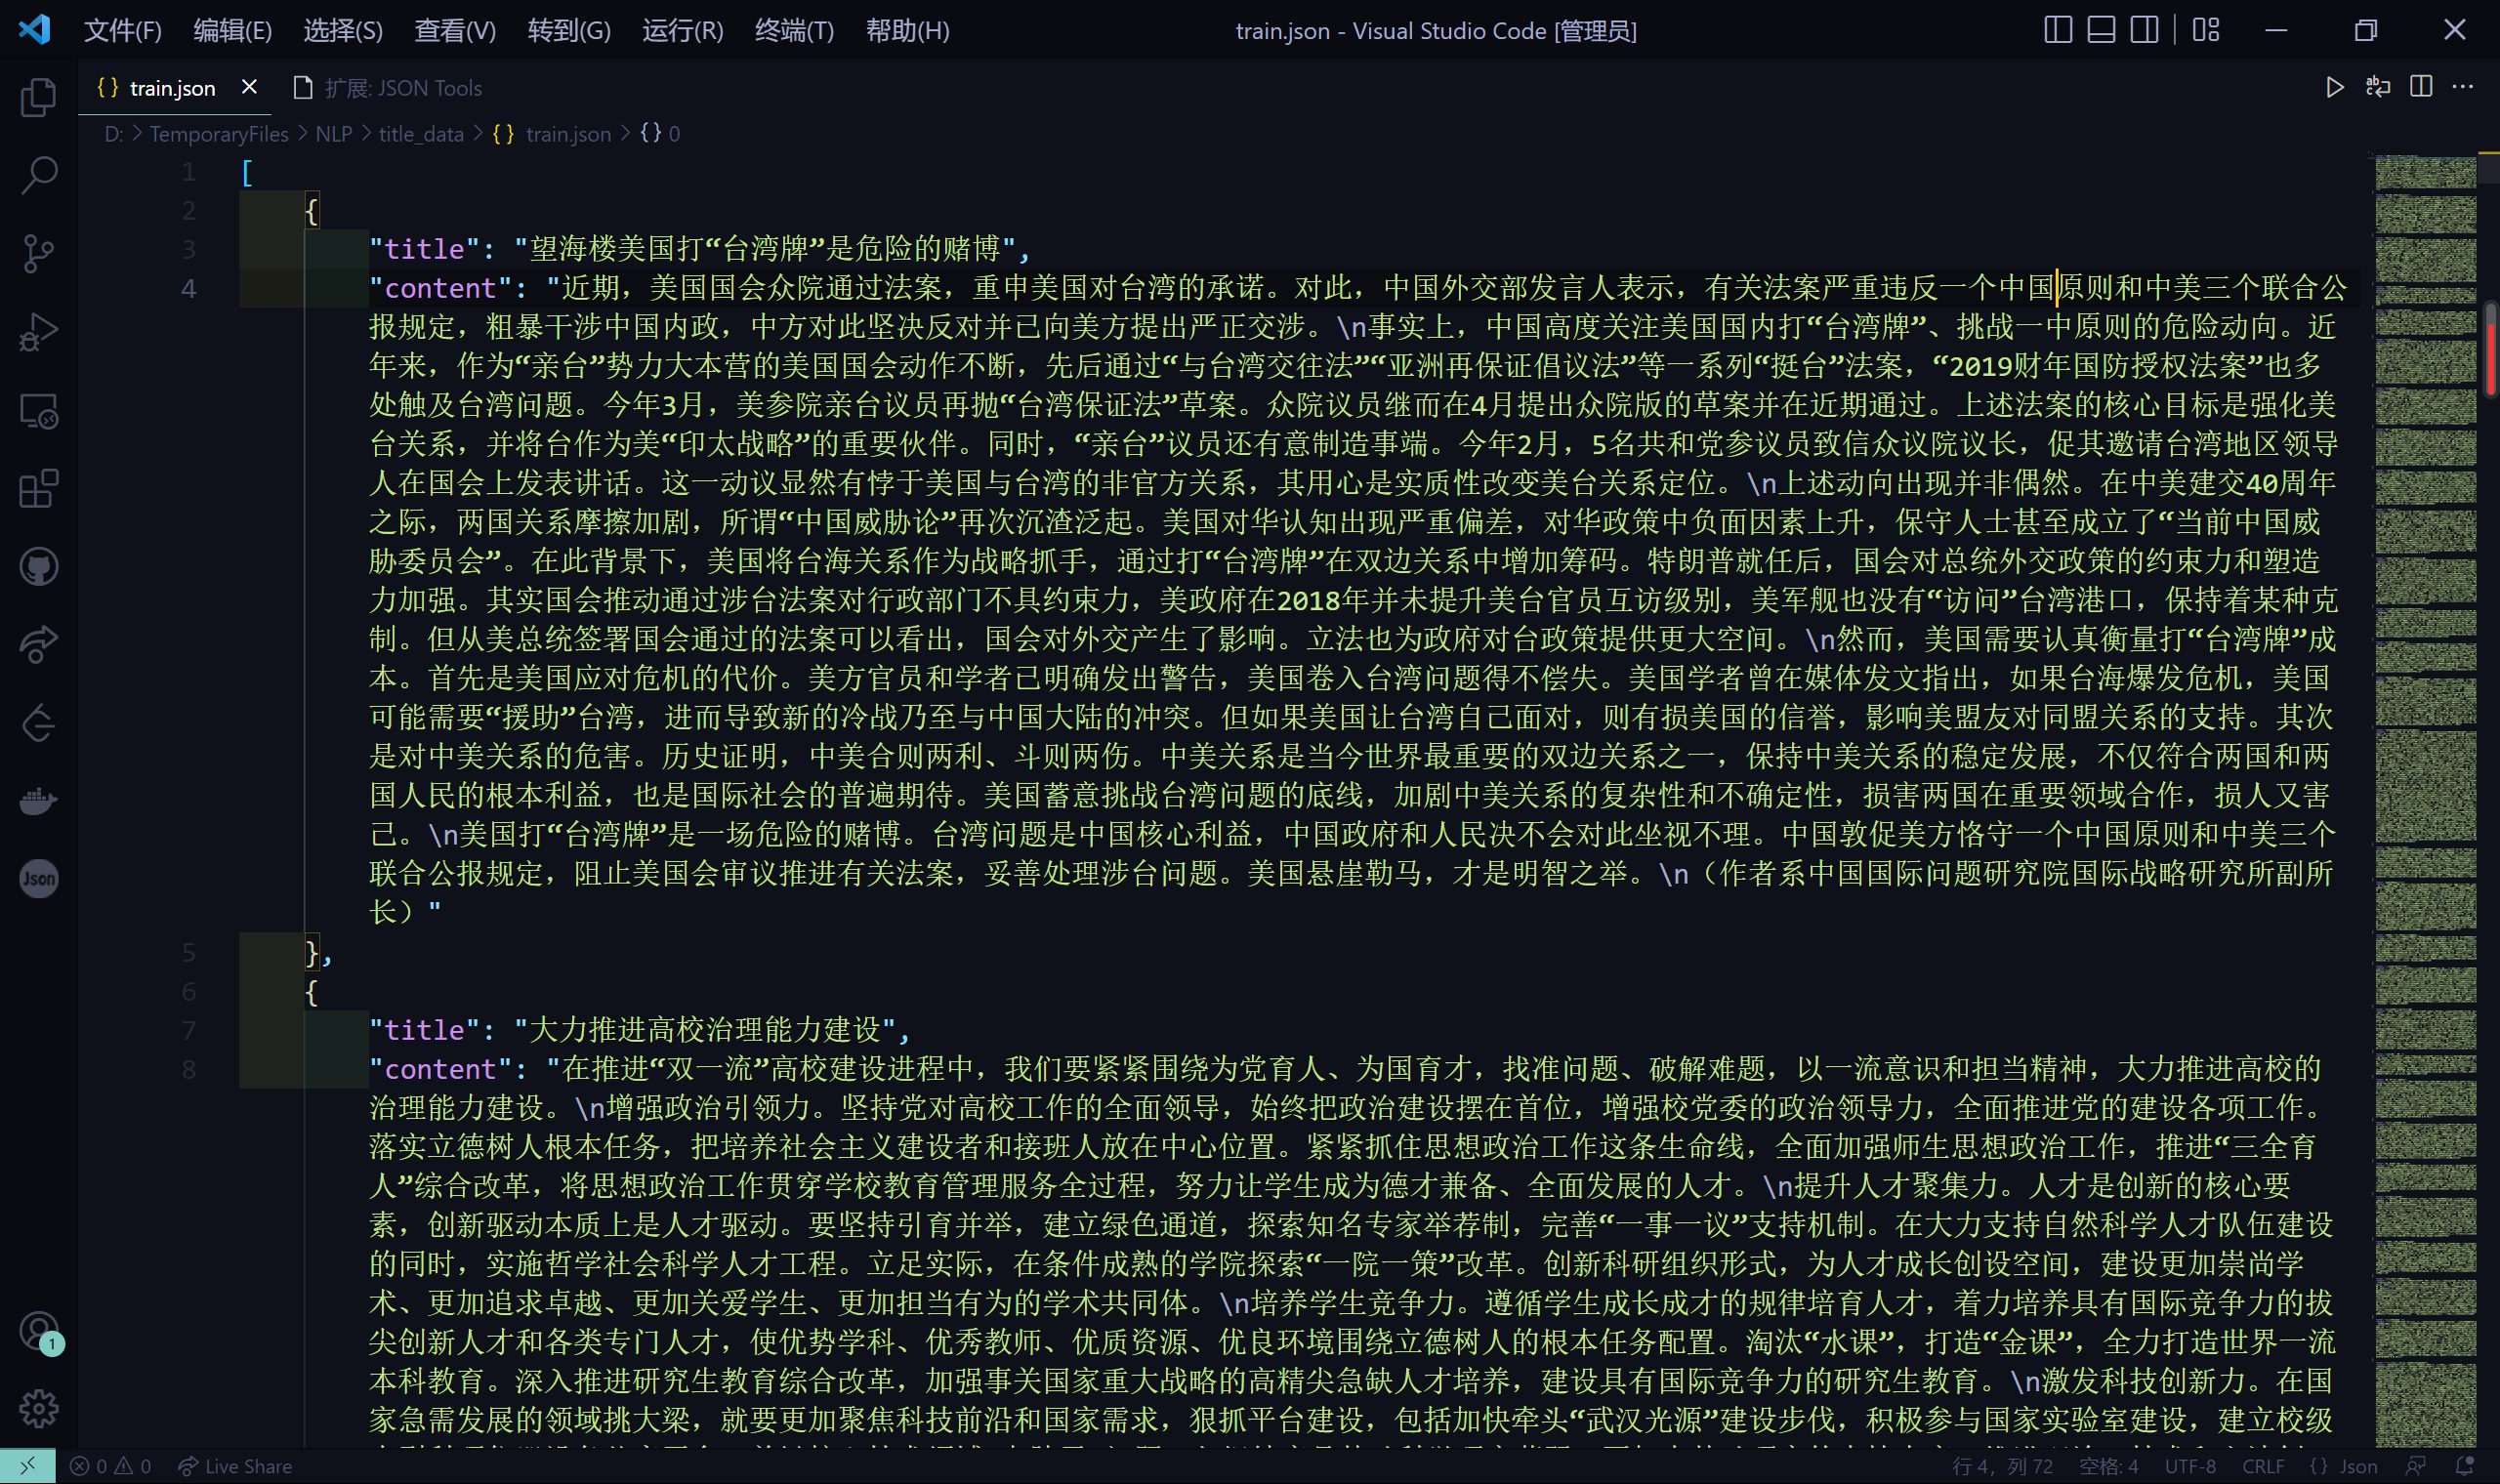 文件(F) 编辑(E) 选择(S) 查看(V) 转到(G) 运行(R) 终端(T) 帮助(H) train.json - Visual Studio Code [管理员]
{ } train.json × 扩展: JSON Tools
D: > TemporaryFiles > NLP > title_data > { } train.json > { } 0
1 [
2 {
3 "title": "望海楼美国打“台湾牌”是危险的赌博",
4 "content": "近期，美国国会众院通过法案，重申美国对台湾的承诺。对此，中国外交部发言人表示，有关法案严重违反一个中国原则和中美三个联合公
报规定，粗暴干涉中国内政，中方对此坚决反对并已向美方提出严正交涉。\n事实上，中国高度关注美国国内打“台湾牌”、挑战一中原则的危险动向。近
年来，作为“亲台”势力大本营的美国国会动作不断，先后通过“与台湾交往法”“亚洲再保证倡议法”等一系列“挺台”法案，“2019财年国防授权法案”也多
处触及台湾问题。今年3月，美参院亲台议员再抛“台湾保证法”草案。众院议员继而在4月提出众院版的草案并在近期通过。上述法案的核心目标是强化美
台关系，并将台作为美“印太战略”的重要伙伴。同时，“亲台”议员还有意制造事端。今年2月，5名共和党参议员致信众议院议长，促其邀请台湾地区领导
人在国会上发表讲话。这一动议显然有悖于美国与台湾的非官方关系，其用心是实质性改变美台关系定位。\n上述动向出现并非偶然。在中美建交40周年
之际，两国关系摩擦加剧，所谓“中国威胁论”再次沉渣泛起。美国对华认知出现严重偏差，对华政策中负面因素上升，保守人士甚至成立了“当前中国威
胁委员会”。在此背景下，美国将台海关系作为战略抓手，通过打“台湾牌”在双边关系中增加筹码。特朗普就任后，国会对总统外交政策的约束力和塑造
力加强。其实国会推动通过涉台法案对行政部门不具约束力，美政府在2018年并未提升美台官员互访级别，美军舰也没有“访问”台湾港口，保持着某种克
制。但从美总统签署国会通过的法案可以看出，国会对外交产生了影响。立法也为政府对台政策提供更大空间。\n然而，美国需要认真衡量打“台湾牌”成
本。首先是美国应对危机的代价。美方官员和学者已明确发出警告，美国卷入台湾问题得不偿失。美国学者曾在媒体发文指出，如果台海爆发危机，美国
可能需要“援助”台湾，进而导致新的冷战乃至与中国大陆的冲突。但如果美国让台湾自己面对，则有损美国的信誉，影响美盟友对同盟关系的支持。其次
是对中美关系的危害。历史证明，中美合则两利、斗则两伤。中美关系是当今世界最重要的双边关系之一，保持中美关系的稳定发展，不仅符合两国和两
国人民的根本利益，也是国际社会的普遍期待。美国蓄意挑战台湾问题的底线，加剧中美关系的复杂性和不确定性，损害两国在重要领域合作，损人又害
己。\n美国打“台湾牌”是一场危险的赌博。台湾问题是中国核心利益，中国政府和人民决不会对此坐视不理。中国敦促美方恪守一个中国原则和中美三个
联合公报规定，阻止美国会审议推进有关法案，妥善处理涉台问题。美国悬崖勒马，才是明智之举。\n（作者系中国国际问题研究院国际战略研究所副所
长）"
5 },
6 {
7 "title": "大力推进高校治理能力建设",
8 "content": "在推进“双一流”高校建设进程中，我们要紧紧围绕为党育人、为国育才，找准问题、破解难题，以一流意识和担当精神，大力推进高校的
治理能力建设。\n增强政治引领力。坚持党对高校工作的全面领导，始终把政治建设摆在首位，增强校党委的政治领导力，全面推进党的建设各项工作。
落实立德树人根本任务，把培养社会主义建设者和接班人放在中心位置。紧紧抓住思想政治工作这条生命线，全面加强师生思想政治工作，推进“三全育
人”综合改革，将思想政治工作贯穿学校教育管理服务全过程，努力让学生成为德才兼备、全面发展的人才。\n提升人才聚集力。人才是创新的核心要
素，创新驱动本质上是人才驱动。要坚持引育并举，建立绿色通道，探索知名专家举荐制，完善“一事一议”支持机制。在大力支持自然科学人才队伍建设
的同时，实施哲学社会科学人才工程。立足实际，在条件成熟的学院探索“一院一策”改革。创新科研组织形式，为人才成长创设空间，建设更加崇尚学
术、更加追求卓越、更加关爱学生、更加担当有为的学术共同体。\n培养学生竞争力。遵循学生成长成才的规律培育人才，着力培养具有国际竞争力的拔
尖创新人才和各类专门人才，使优势学科、优秀教师、优质资源、优良环境围绕立德树人的根本任务配置。淘汰“水课”，打造“金课”，全力打造世界一流
本科教育。深入推进研究生教育综合改革，加强事关国家重大战略的高精尖急缺人才培养，建设具有国际竞争力的研究生教育。\n激发科技创新力。在国
家急需发展的领域挑大梁，就要更加聚焦科技前沿和国家需求，狠抓平台建设，包括加快牵头“武汉光源”建设步伐，积极参与国家实验室建设，建立校级
Json
1
0 0 Live Share 行 4，列 72 空格: 4 UTF-8 CRLF { } Json